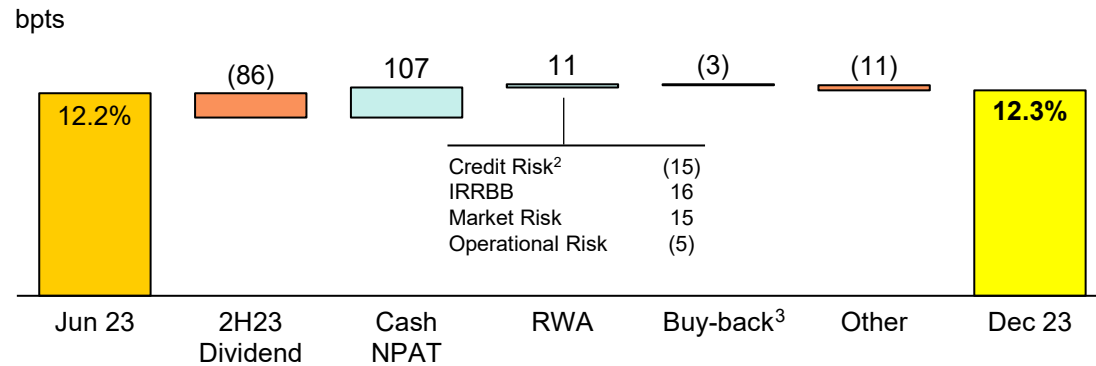 bpts
(86)
107
11
(3)
(11)
12.2%
12.3%
Credit Risk² (15)
IRRBB 16
Market Risk 15
Operational Risk (5)
Jun 23
2H23 Dividend
Cash NPAT
RWA
Buy-back³
Other
Dec 23